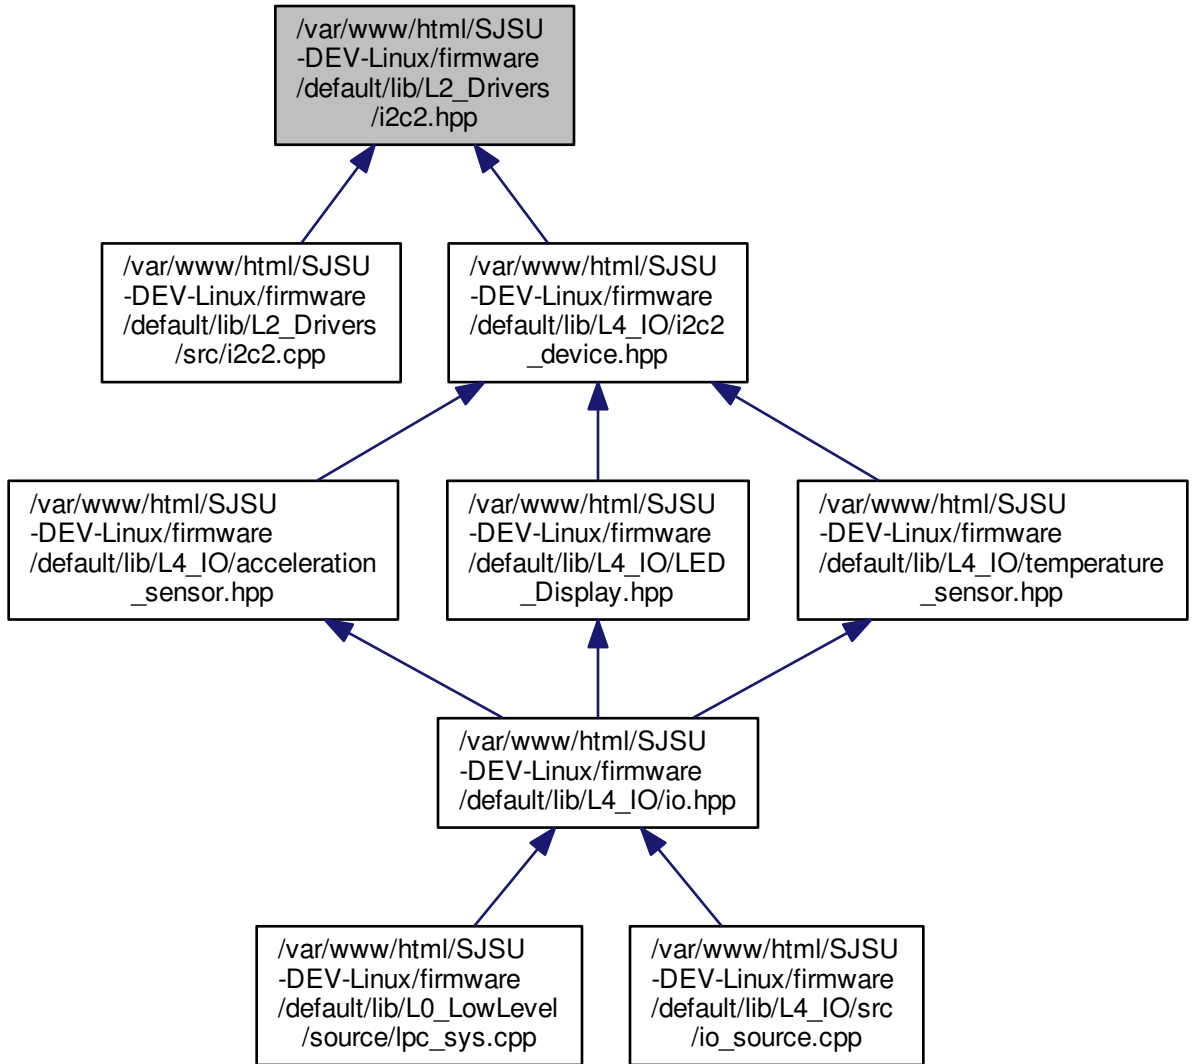 /var/www/html/SJSU
-DEV-Linux/firmware
/default/lib/L2_Drivers
/i2c2.hpp
/var/www/html/SJSU
-DEV-Linux/firmware
/default/lib/L2_Drivers
/src/i2c2.cpp
/var/www/html/SJSU
-DEV-Linux/firmware
/default/lib/L4_IO/i2c2
_device.hpp
/var/www/html/SJSU
-DEV-Linux/firmware
/default/lib/L4_IO/acceleration
_sensor.hpp
/var/www/html/SJSU
-DEV-Linux/firmware
/default/lib/L4_IO/LED
_Display.hpp
/var/www/html/SJSU
-DEV-Linux/firmware
/default/lib/L4_IO/temperature
_sensor.hpp
/var/www/html/SJSU
-DEV-Linux/firmware
/default/lib/L4_IO/io.hpp
/var/www/html/SJSU
-DEV-Linux/firmware
/default/lib/L0_LowLevel
/source/lpc_sys.cpp
/var/www/html/SJSU
-DEV-Linux/firmware
/default/lib/L4_IO/src
/io_source.cpp